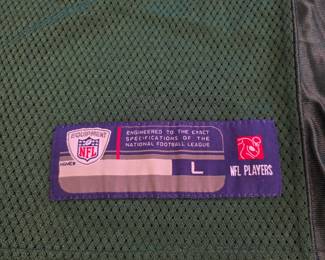 EQUIPMENT
NFL
ENGINEERED TO THE EXACT
SPECIFICATIONS OF THE
NATIONAL FOOTBALL LEAGUE
L
NFL PLAYERS